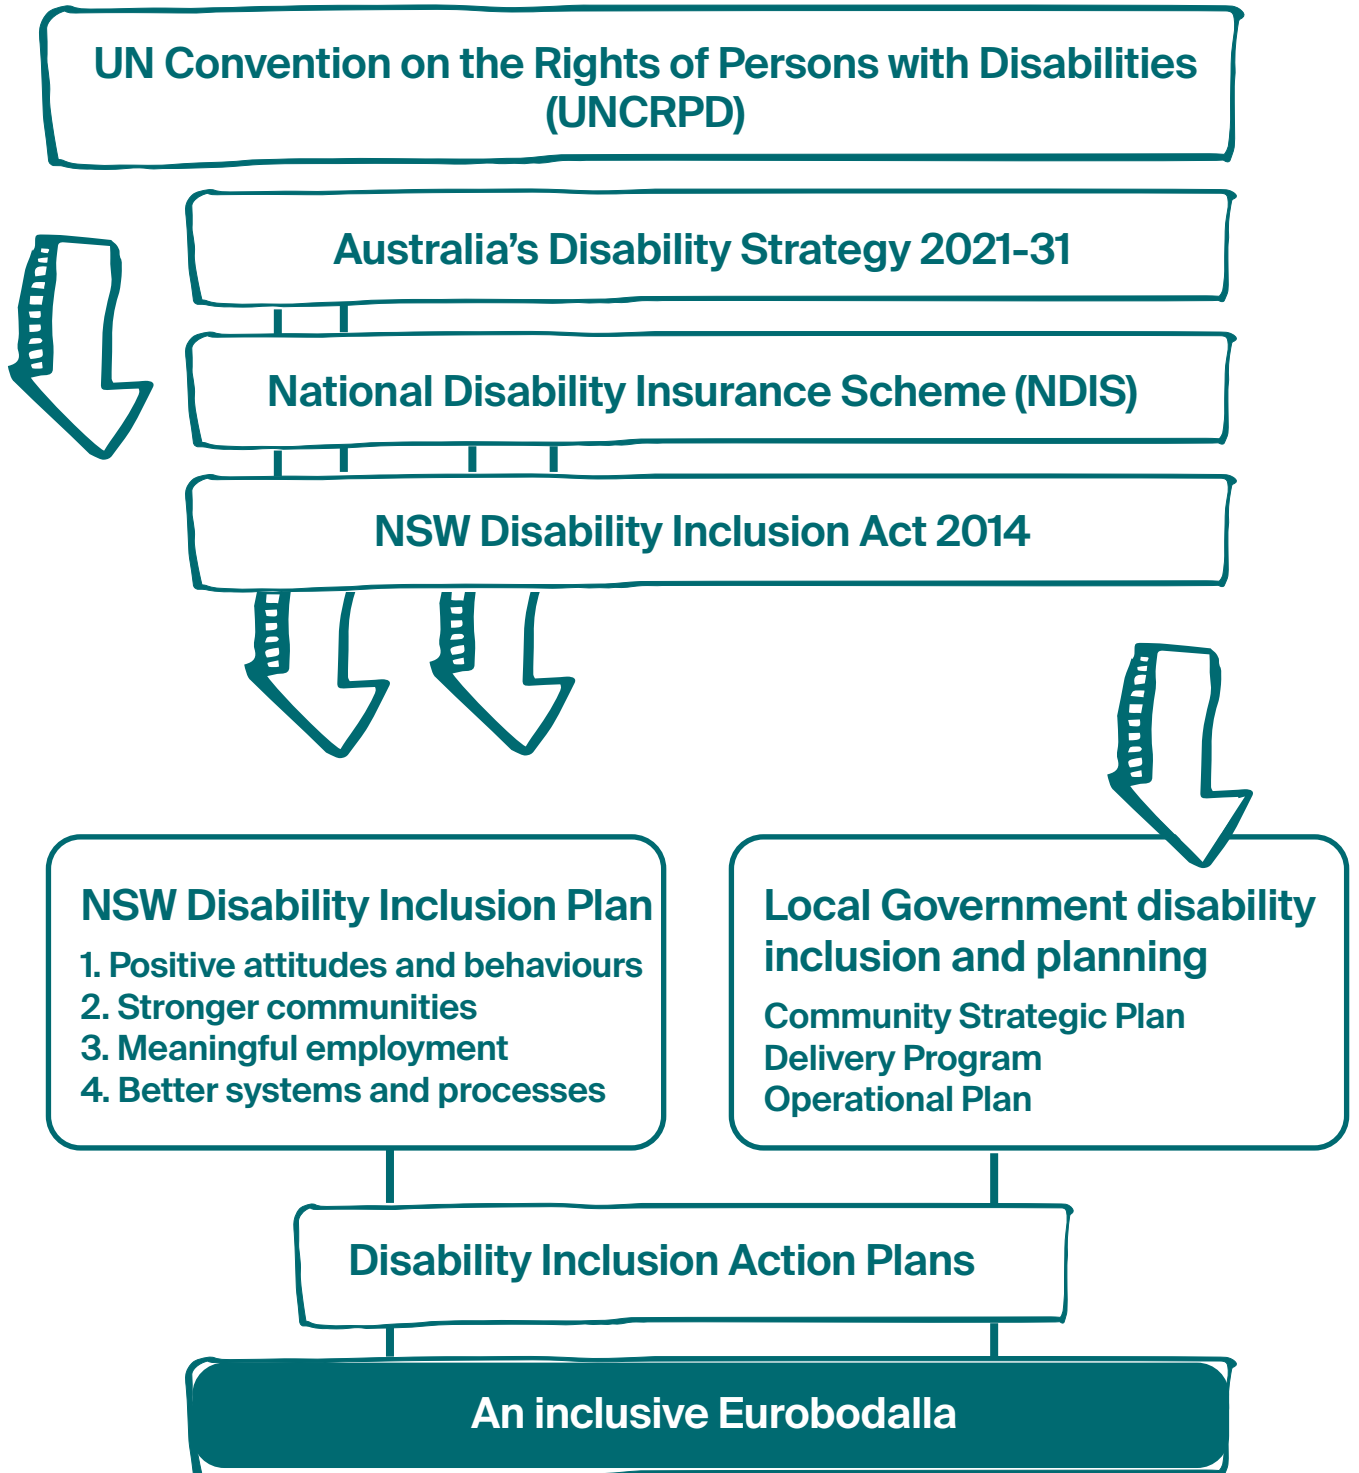 UN Convention on the Rights of Persons with Disabilities
(UNCRPD)
Australia’s Disability Strategy 2021-31
National Disability Insurance Scheme (NDIS)
NSW Disability Inclusion Act 2014
NSW Disability Inclusion Plan
1. Positive attitudes and behaviours
2. Stronger communities
3. Meaningful employment
4. Better systems and processes
Local Government disability
inclusion and planning
Community Strategic Plan
Delivery Program
Operational Plan
Disability Inclusion Action Plans
An inclusive Eurobodalla